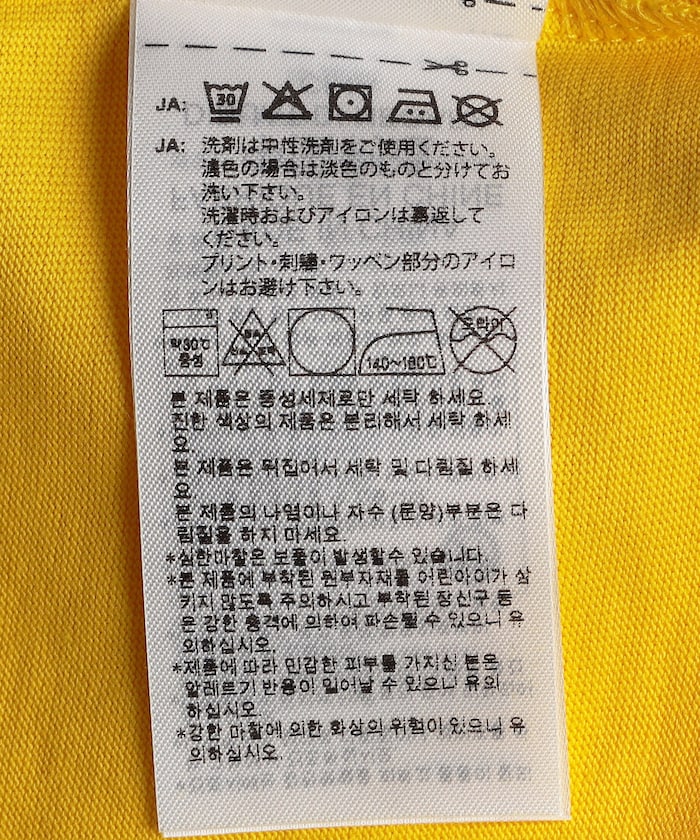 JA: 30
JA: 洗剤は中性洗剤をご使用ください。
濃色の場合は淡色のものと分けてお
洗い下さい。
洗濯時およびアイロンは裏返して
ください。
プリント・刺繍・ワッペン部分のアイロ
ンはお避け下さい。
약30℃ 중성 140~160℃ 드라이
본 제품은 중성세제로만 세탁 하세요.
진한 색상의 제품은 분리해서 세탁 하세
요.
본 제품은 뒤집어서 세탁 및 다림질 하세
요.
본 제품의 나염이나 자수 (문양)부분은 다
림질을 하지 마세요.
*심한마찰은 보풀이 발생할수 있습니다.
*본 제품에 부착된 원부자재를 어린아이가 삼
키지 않도록 주의하시고 부착된 장신구 등
은 강한 충격에 의하여 파손될 수 있으니 유
의하십시오.
*제품에 따라 민감한 피부를 가지신 분은
알레르기 반응이 일어날 수 있으니 유의
하십시오.
*강한 마찰에 의한 화상의 위험이 있으니 유
의하십시오.